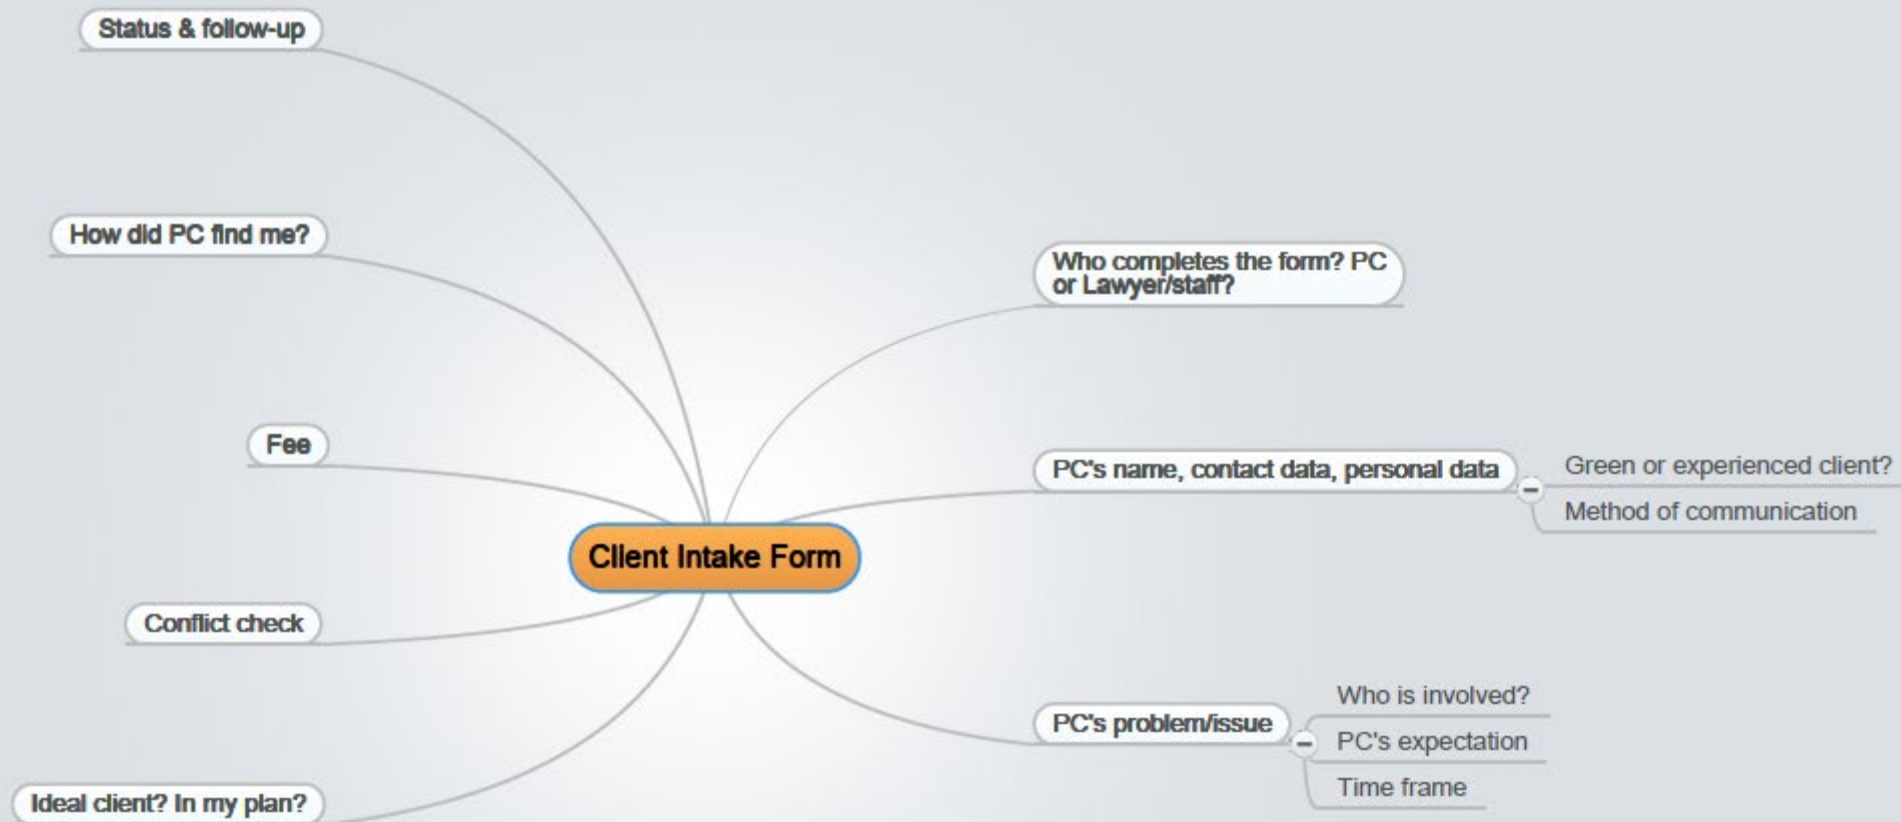 Status & follow-up
How did PC find me?
Fee
Conflict check
Ideal client? In my plan?
Client Intake Form
Who completes the form? PC
or Lawyer/staff?
PC's name, contact data, personal data
Green or experienced client?
Method of communication
PC's problem/issue
Who is involved?
PC's expectation
Time frame